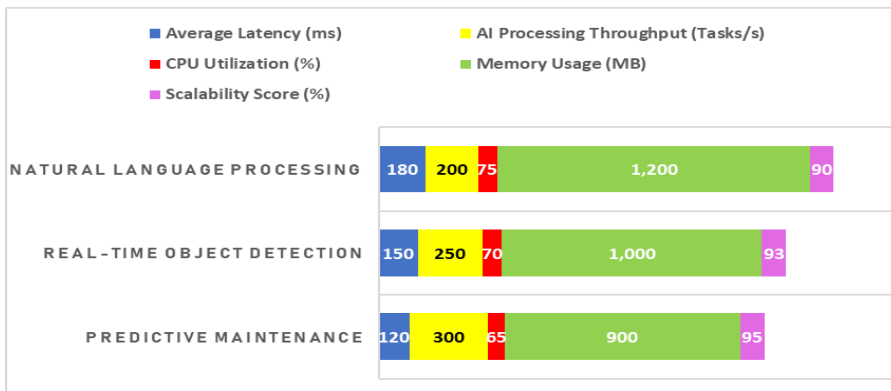 Average Latency (ms) AI Processing Throughput (Tasks/s)
CPU Utilization (%) Memory Usage (MB)
Scalability Score (%)
NATURAL LANGUAGE PROCESSING 180 200 75 1,200 90
REAL-TIME OBJECT DETECTION 150 250 70 1,000 93
PREDICTIVE MAINTENANCE 120 300 65 900 95